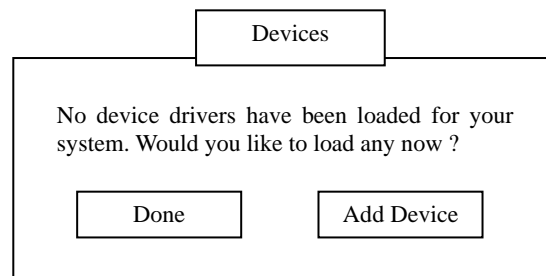 Devices
No device drivers have been loaded for your
system. Would you like to load any now ?
Done
Add Device